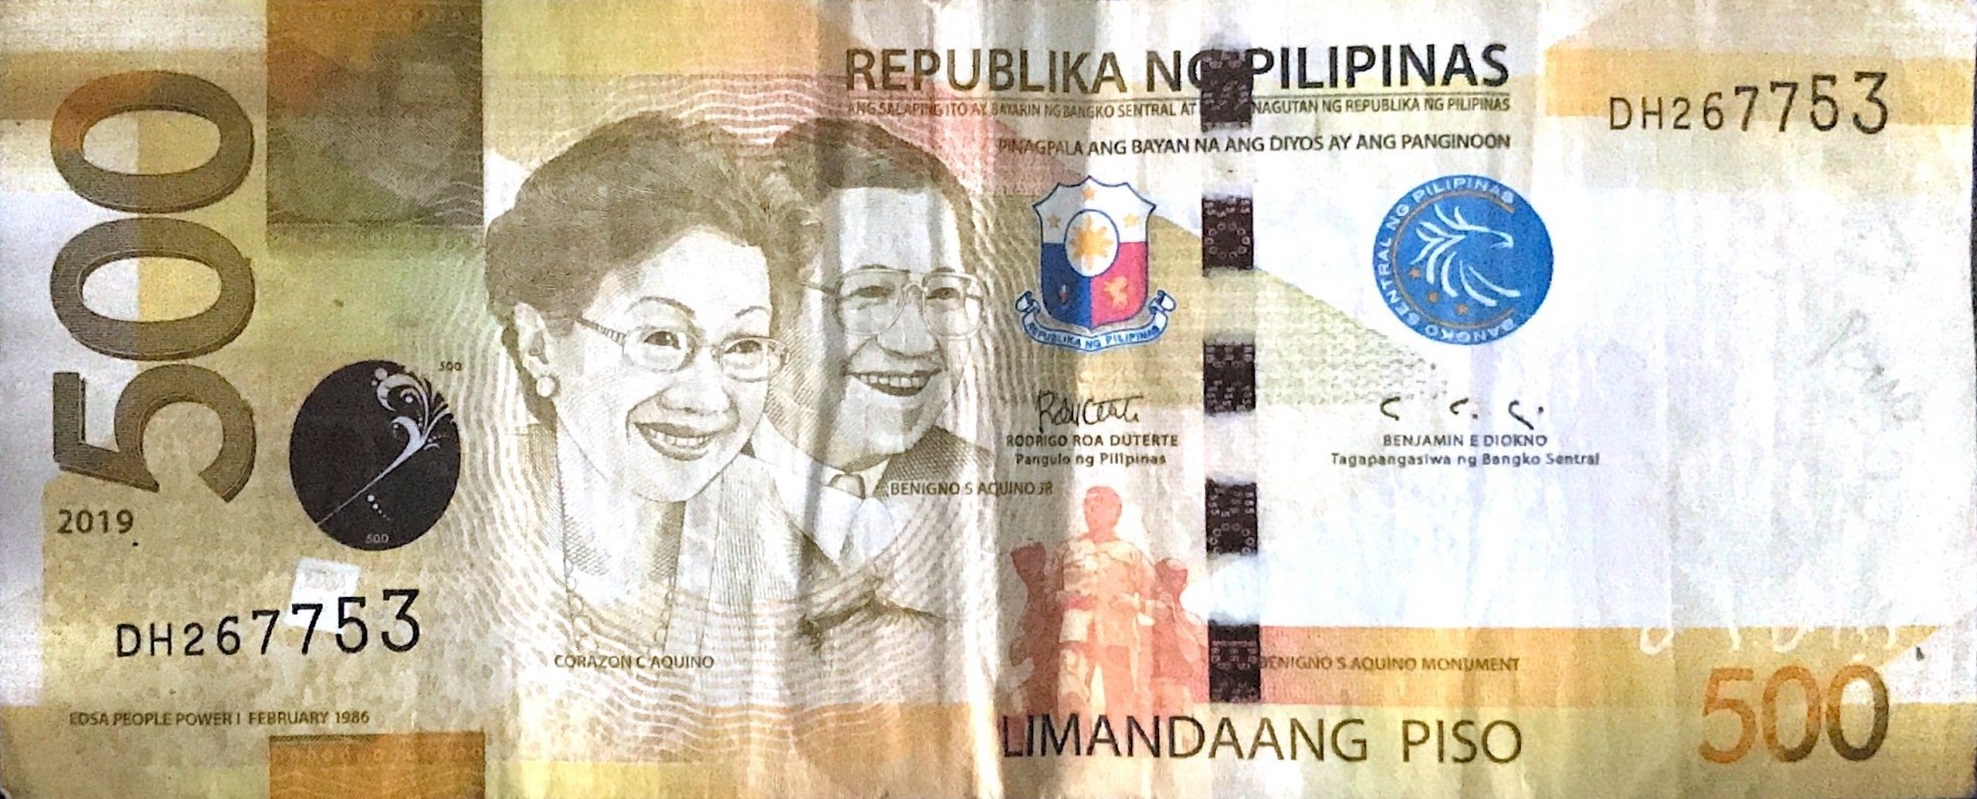 REPUBLIKA NG PILIPINAS
ANG SALAPING ITO AY BAYARIN NG BANGKO SENTRAL AT NAGUTAN NG REPUBLIKA NG PILIPINAS
PINAGPALA ANG BAYAN NA ANG DIYOS AY ANG PANGINOON
DH267753
500
BANGKO SENTRAL NG PILIPINAS
REPUBLIKA NG PILIPINAS
500
500
RODRIGO ROA DUTERTE
Pangulo ng Pilipinas
BENJAMIN E DIOKNO
Tagapangasiwa ng Bangko Sentral
BENIGNO S AQUINO JR
2019
DH267753
CORAZON C AQUINO
BENIGNO S AQUINO MONUMENT
EDSA PEOPLE POWER I FEBRUARY 1986
LIMANDAANG PISO
500